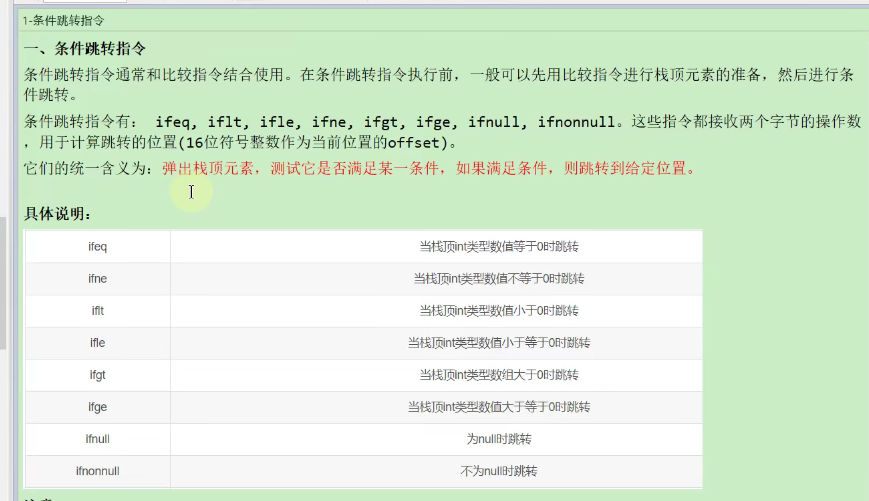 1-条件跳转指令
一、条件跳转指令
条件跳转指令通常和比较指令结合使用。在条件跳转指令执行前，一般可以先用比较指令进行栈顶元素的准备，然后进行条
件跳转。
条件跳转指令有： ifeq, iflt, ifle, ifne, ifgt, ifge, ifnull, ifnonnull。这些指令都接收两个字节的操作数
，用于计算跳转的位置(16位符号整数作为当前位置的offset)。
它们的统一含义为：弹出栈顶元素，测试它是否满足某一条件，如果满足条件，则跳转到给定位置。
具体说明：
ifeq 当栈顶int类型数值等于0时跳转
ifne 当栈顶int类型数值不等于0时跳转
iflt 当栈顶int类型数值小于0时跳转
ifle 当栈顶int类型数值小于等于0时跳转
ifgt 当栈顶int类型数组大于0时跳转
ifge 当栈顶int类型数值大于等于0时跳转
ifnull 为null时跳转
ifnonnull 不为null时跳转